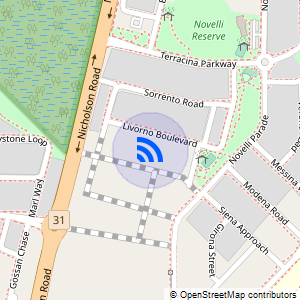 Novelli
Reserve
Terracina Parkway
Sorrento Road
Nicholson Road
Livorno Boulevard
Novelli Parade
Messina
Modena Road
Siena Approach
Girona Street
Marl Way
31
Gossan Chase
© OpenStreetMap contributors